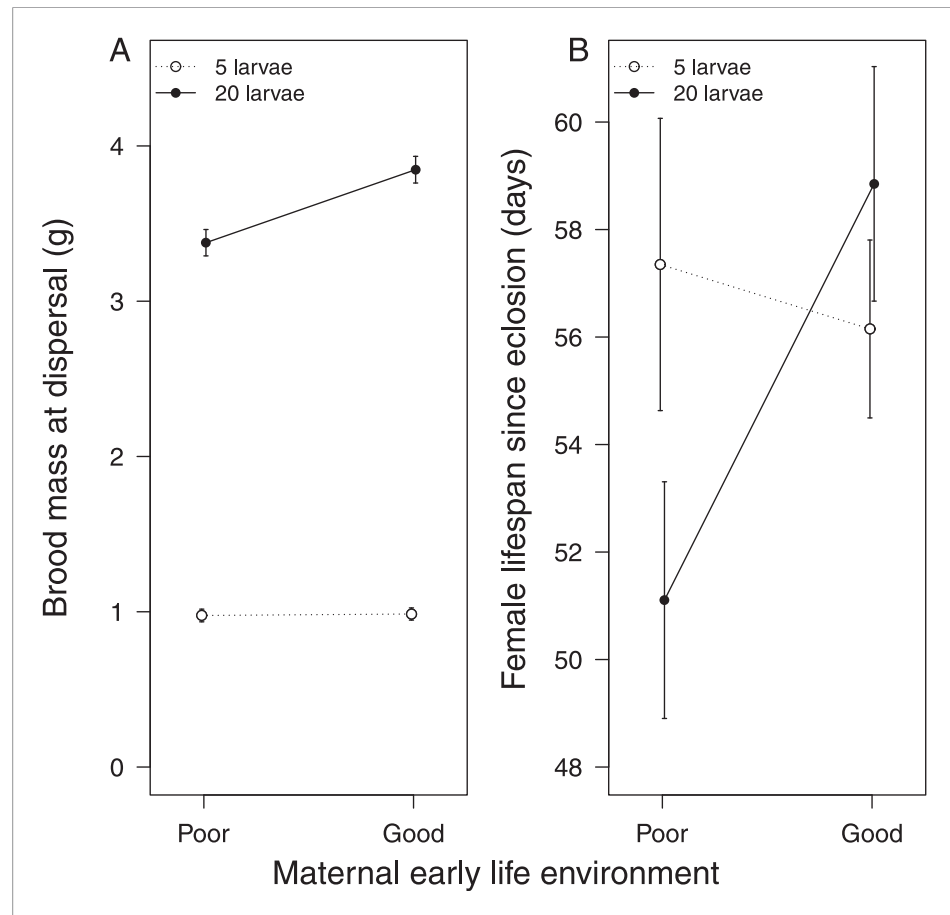 A
5 larvae
20 larvae
Brood mass at dispersal (g)
4
3
2
1
0
Poor
Good
B
5 larvae
20 larvae
Female lifespan since eclosion (days)
60
58
56
54
52
50
48
Poor
Good
Maternal early life environment